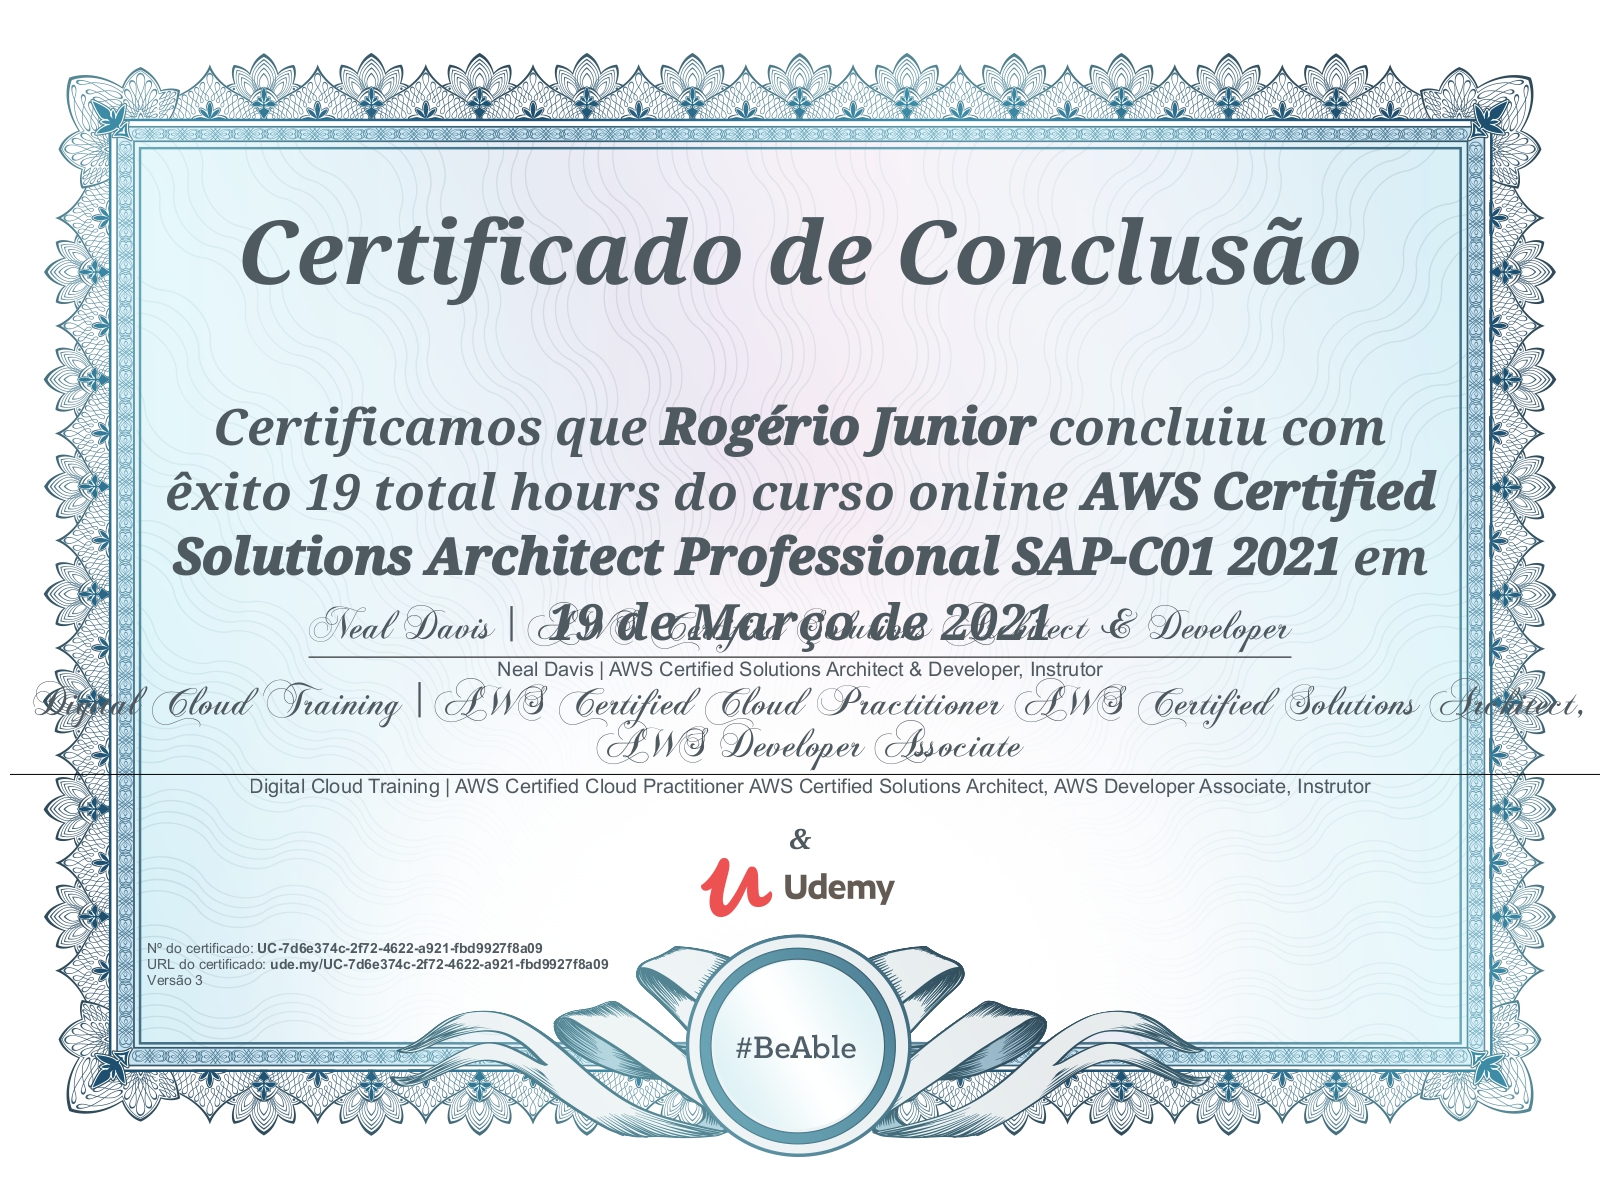 Certificado de Conclusão
Certificamos que Rogério Junior concluiu com
êxito 19 total hours do curso online AWS Certified
Solutions Architect Professional SAP-C01 2021 em
19 de Março de 2021
Neal Davis | AWS Certified Solutions Architect & Developer
Neal Davis | AWS Certified Solutions Architect & Developer, Instrutor
Digital Cloud Training | AWS Certified Cloud Practitioner AWS Certified Solutions Architect,
AWS Developer Associate
Digital Cloud Training | AWS Certified Cloud Practitioner AWS Certified Solutions Architect, AWS Developer Associate, Instrutor
&
Udemy
Nº do certificado: UC-7d6e374c-2f72-4622-a921-fbd9927f8a09
URL do certificado: ude.my/UC-7d6e374c-2f72-4622-a921-fbd9927f8a09
Versão 3
#BeAble